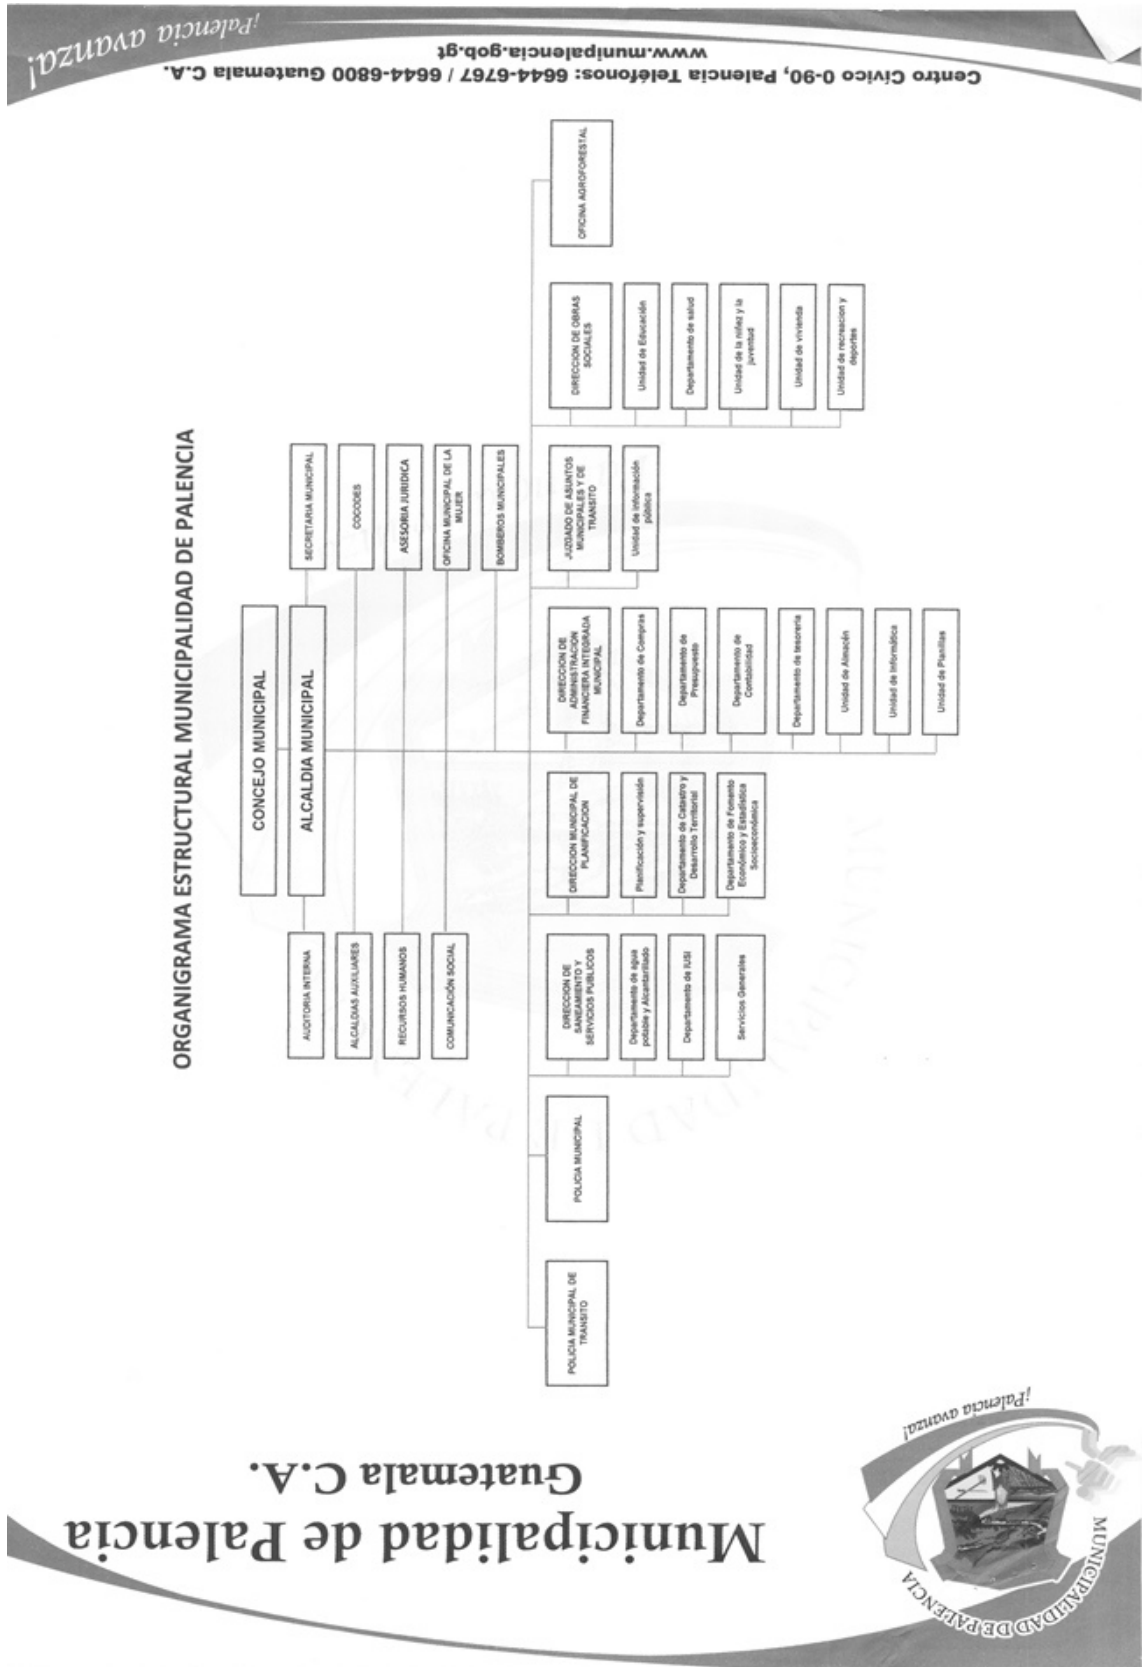 Municipalidad de Palencia
Guatemala C.A.
MUNICIPALIDAD DE PALENCIA
¡Palencia avanza!
ORGANIGRAMA ESTRUCTURAL MUNICIPALIDAD DE PALENCIA
CONCEJO MUNICIPAL
ALCALDIA MUNICIPAL
AUDITORIA INTERNA
SECRETARIA MUNICIPAL
ALCALDIAS AUXILIARES
COCODES
RECURSOS HUMANOS
ASESORIA JURIDICA
COMUNICACIÓN SOCIAL
OFICINA MUNICIPAL DE LA
MUJER
BOMBEROS MUNICIPALES
POLICIA MUNICIPAL DE
TRANSITO
POLICIA MUNICIPAL
DIRECCION DE
SANEAMIENTO Y
SERVICIOS PUBLICOS
Departamento de agua
potable y Alcantarillado
Departamento de IUSI
Servicios Generales
DIRECCION MUNICIPAL DE
PLANIFICACION
Planificación y supervisión
Departamento de Catastro y
Desarrollo Territorial
Departamento de Fomento
Económico y Estadística
Socioeconómica
DIRECCION DE
ADMINISTRACION
FINANCIERA INTEGRADA
MUNICIPAL
Departamento de Compras
Departamento de
Presupuesto
Departamento de
Contabilidad
Departamento de tesoreria
Unidad de Almacén
Unidad de Informática
Unidad de Planillas
JUZGADO DE ASUNTOS
MUNICIPALES Y DE
TRANSITO
Unidad de información
pública
DIRECCION DE OBRAS
SOCIALES
Unidad de Educación
Departamento de salud
Unidad de la niñez y la
juventud
Unidad de vivienda
Unidad de recreacion y
deportes
OFICINA AGROFORESTAL
Centro Cívico 0-90, Palencia Teléfonos: 6644-6767 / 6644-6800 Guatemala C.A.
www.munipalencia.gob.gt
¡Palencia avanza!